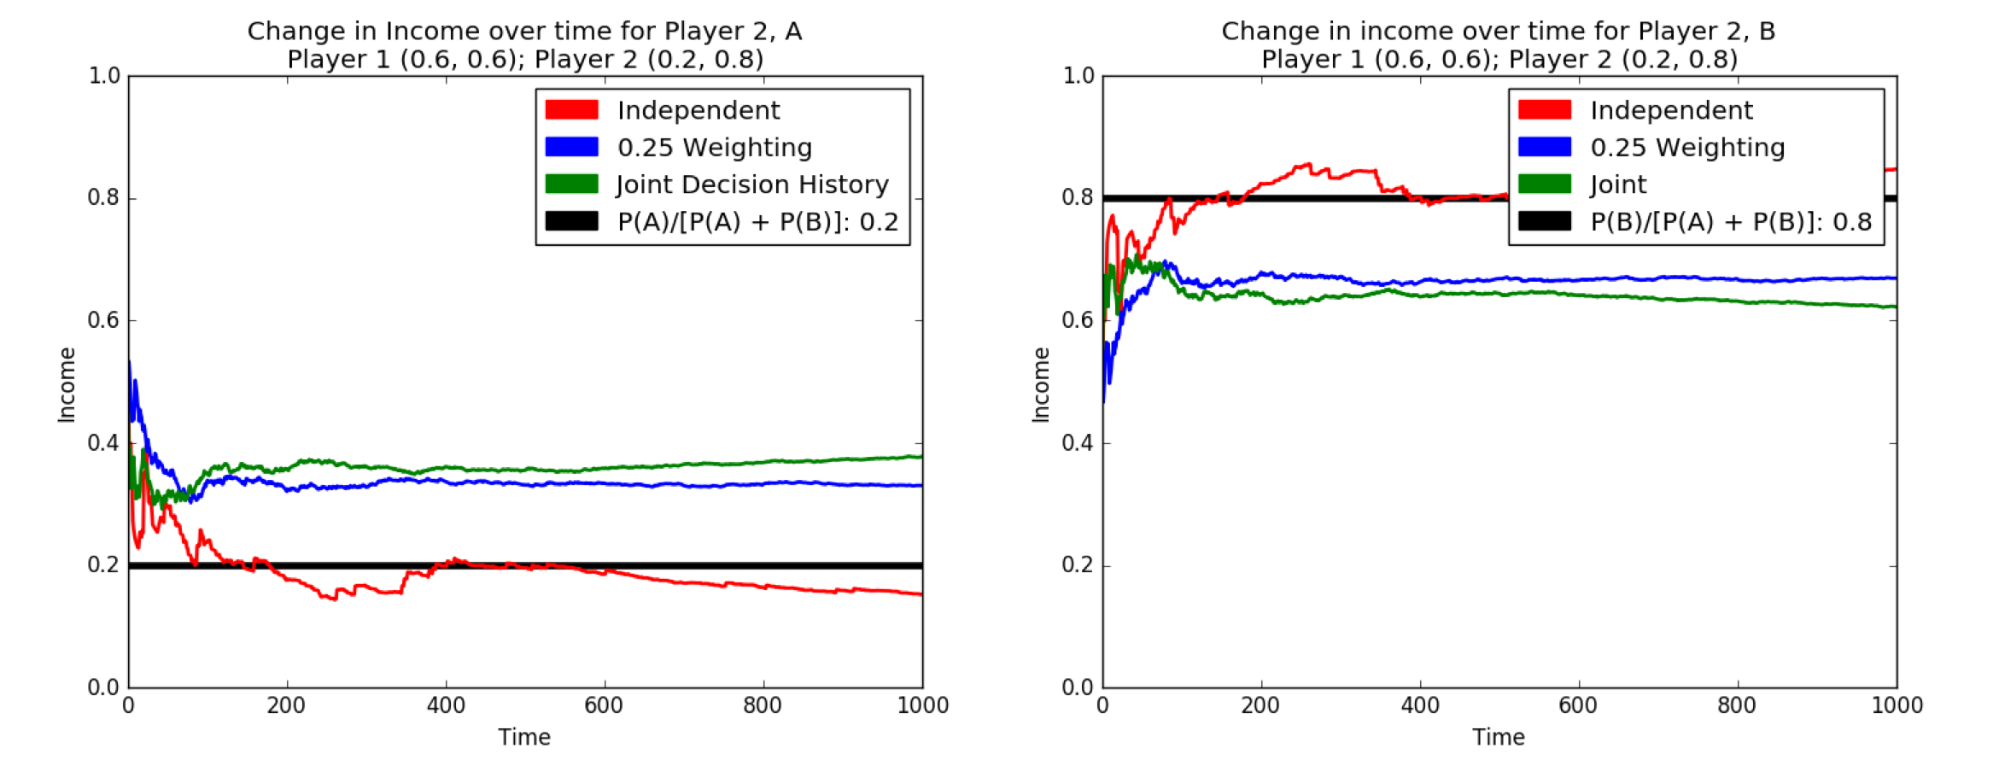 Change in Income over time for Player 2, A
Player 1 (0.6, 0.6); Player 2 (0.2, 0.8)
1.0
0.8
0.6
0.4
0.2
0.0
Income
Independent
0.25 Weighting
Joint Decision History
P(A)/[P(A) + P(B)]: 0.2
0
200
400
600
800
1000
Time
Change in income over time for Player 2, B
Player 1 (0.6, 0.6); Player 2 (0.2, 0.8)
1.0
0.8
0.6
0.4
0.2
0.0
Income
Independent
0.25 Weighting
Joint
P(B)/[P(A) + P(B)]: 0.8
0
200
400
600
800
1000
Time